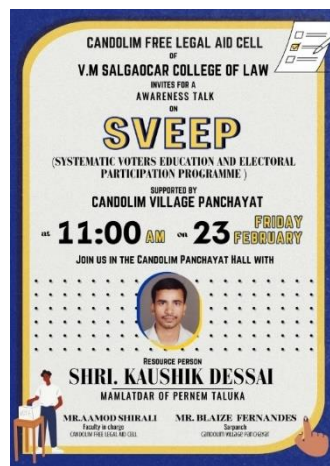 CANDOLIM FREE LEGAL AID CELL
OF
V.M SALGAOCAR COLLEGE OF LAW
INVITES FOR A
AWARENESS TALK
ON
SVEEP
(SYSTEMATIC VOTERS EDUCATION AND ELECTORAL
PARTICIPATION PROGRAMME )
SUPPORTED BY
CANDOLIM VILLAGE PANCHAYAT
at 11:00 AM on 23 FRIDAY FEBRUARY
JOIN US IN THE CANDOLIM PANCHAYAT HALL WITH
RESOURCE PERSON
SHRI. KAUSHIK DESSAI
MAMLATDAR OF PERNEM TALUKA
MR.AAMOD SHIRALI
Faculty in charge
CANDOLIM FREE LEGAL AID CELL
MR. BLAIZE FERNANDES
Sarpanch
CANDOLIM VILLAGE PANCHAYAT